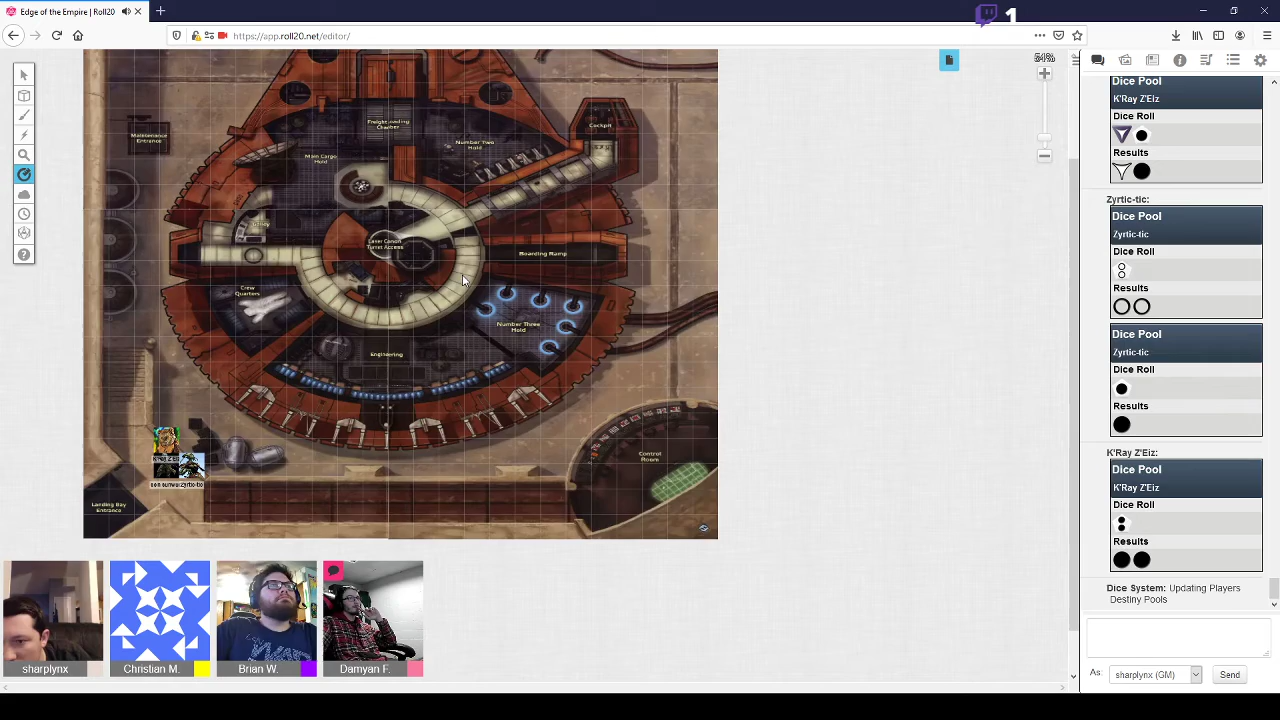 Edge of the Empire | Roll20
1
https://app.roll20.net/editor/
54%
Maintenance
Entrance
Freight-loading
Chamber
Main Cargo
Hold
Number Two
Hold
Cockpit
Galley
Laser Canon
Turret Access
Boarding Ramp
Crew
Quarters
Number Three
Hold
Engineering
Control
Room
Landing Bay
Entrance
sharplynx
Christian M.
Brian W.
Damyan F.
Dice Pool
K'Ray Z'Eiz
Dice Roll
Results
Zyrtic-tic:
Dice Pool
Zyrtic-tic
Dice Roll
Results
Dice Pool
Zyrtic-tic
Dice Roll
Results
K'Ray Z'Eiz:
Dice Pool
K'Ray Z'Eiz
Dice Roll
Results
Dice System: Updating Players
Destiny Pools
As:
sharplynx (GM)
Send